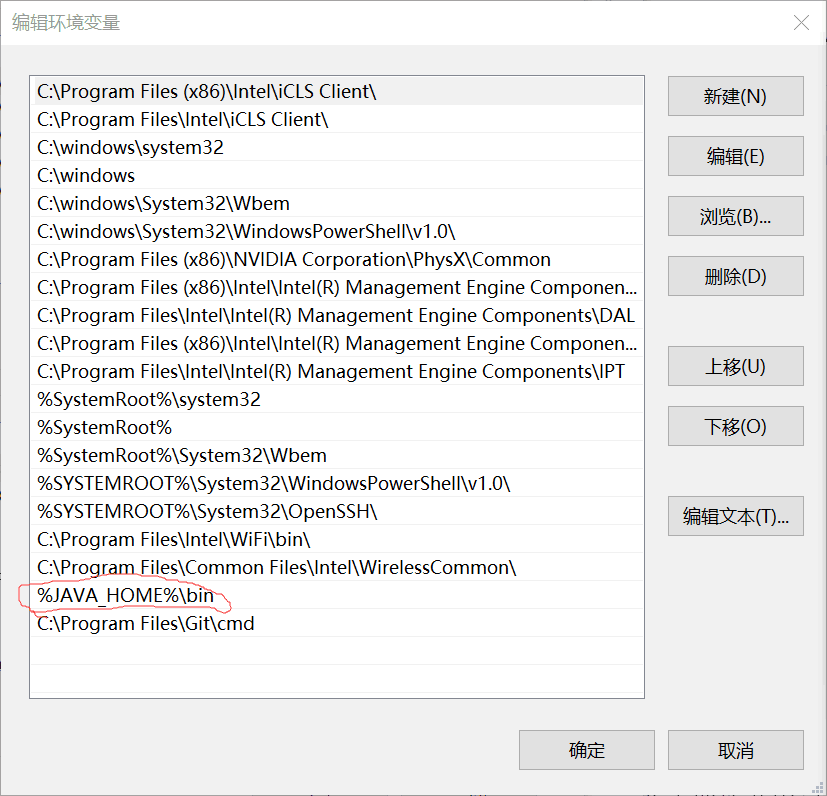 编辑环境变量
C:\Program Files (x86)\Intel\iCLS Client\
C:\Program Files\Intel\iCLS Client\
C:\windows\system32
C:\windows
C:\windows\System32\Wbem
C:\windows\System32\WindowsPowerShell\v1.0\
C:\Program Files (x86)\NVIDIA Corporation\PhysX\Common
C:\Program Files (x86)\Intel\Intel(R) Management Engine Componen...
C:\Program Files\Intel\Intel(R) Management Engine Components\DAL
C:\Program Files (x86)\Intel\Intel(R) Management Engine Componen...
C:\Program Files\Intel\Intel(R) Management Engine Components\IPT
%SystemRoot%\system32
%SystemRoot%
%SystemRoot%\System32\Wbem
%SYSTEMROOT%\System32\WindowsPowerShell\v1.0\
%SYSTEMROOT%\System32\OpenSSH\
C:\Program Files\Intel\WiFi\bin\
C:\Program Files\Common Files\Intel\WirelessCommon\
%JAVA_HOME%\bin
C:\Program Files\Git\cmd
新建(N)
编辑(E)
浏览(B)...
删除(D)
上移(U)
下移(O)
编辑文本(T)...
确定
取消